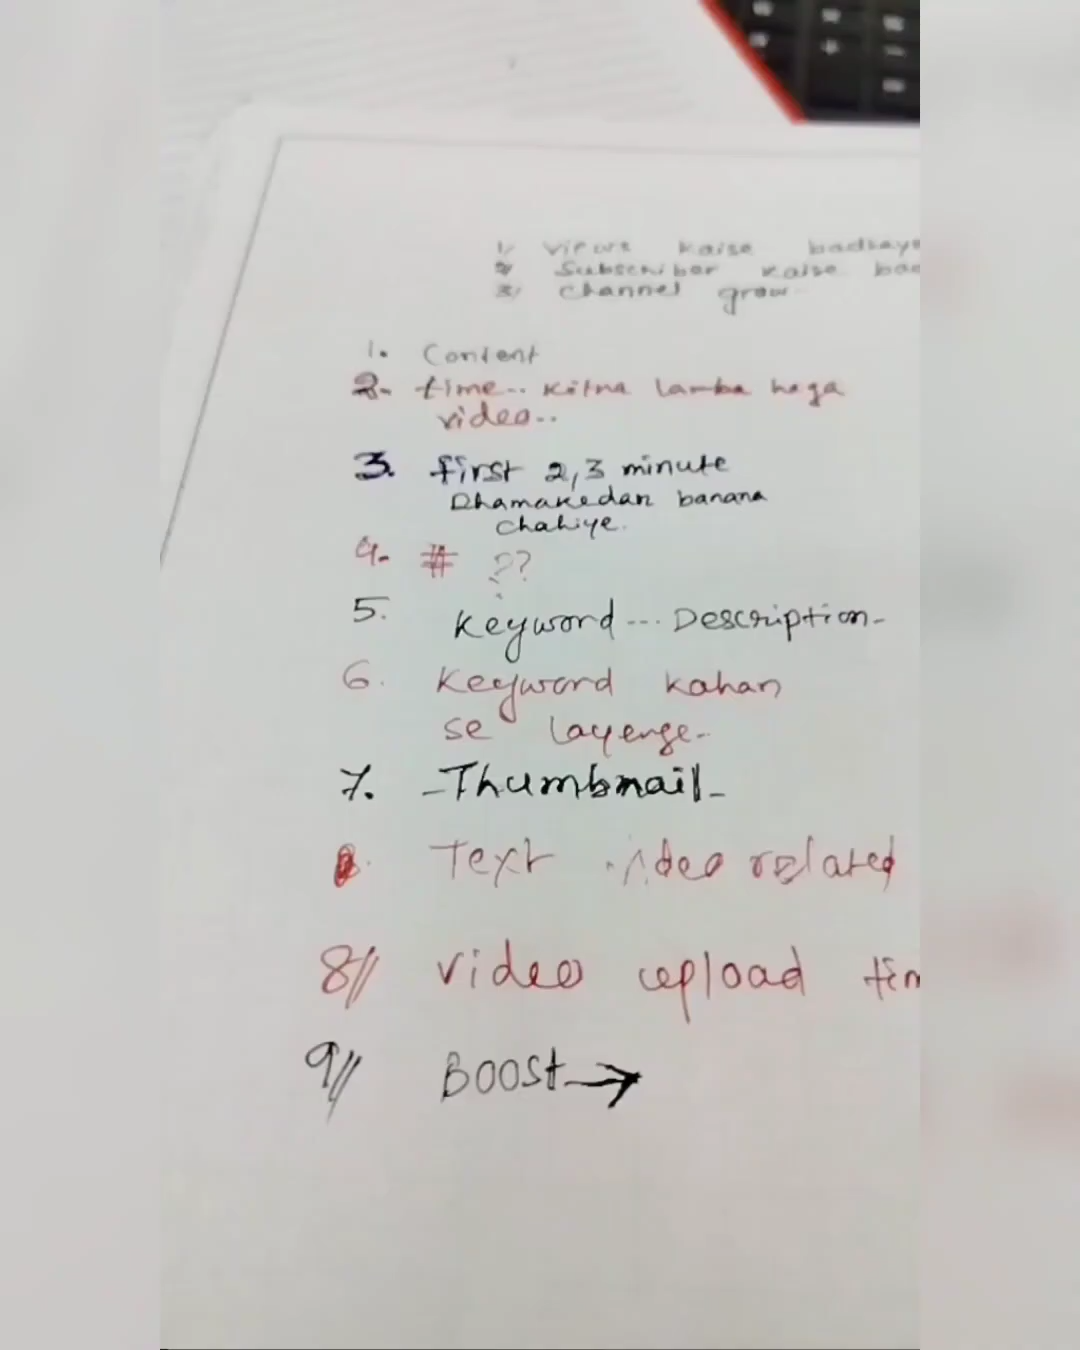 1/ kaise
2/ Subscriber kaise
3/ Channel grow
1. Content
2. time.. kitna lamba hoga
video..
3. first 2,3 minute
Dhamakedar banana
chahiye.
4. # ??
5. Keyword --- Description-
6. Keyword kahan
se layenge-
7. -Thumbnail-
Text video related
8// video upload
9// BOOST→